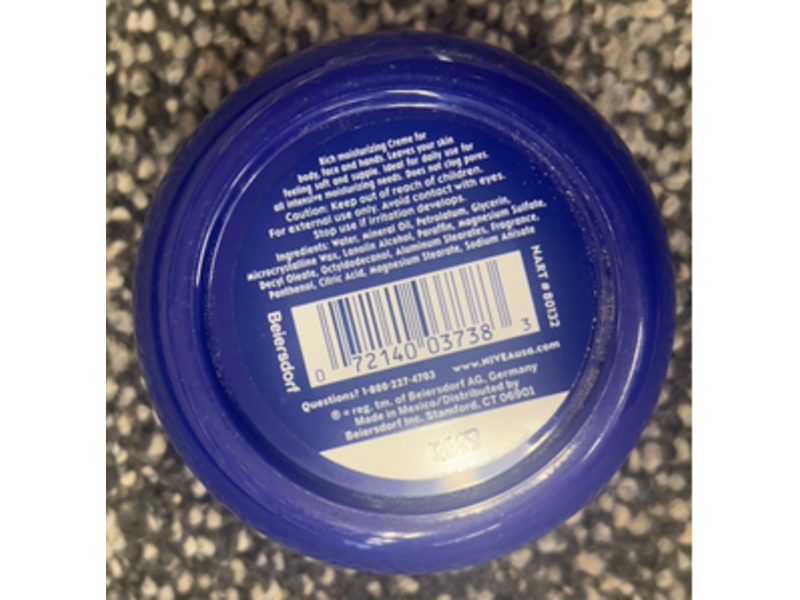 Rich moisturizing Creme for
body, face and hands. Leaves your skin
feeling soft and supple. Ideal for daily use for
all intensive moisturizing needs. Does not clog pores.
Caution: Keep out of reach of children.
For external use only. Avoid contact with eyes.
Stop use if irritation develops.
Ingredients: Water, Mineral Oil, Petrolatum, Glycerin,
Microcrystalline Wax, Lanolin Alcohol, Paraffin, Magnesium Sulfate,
Decyl Oleate, Octyldodecanol, Aluminum Stearates, Fragrance,
Panthenol, Citric Acid, Magnesium Stearate, Sodium Anisate
NART # 80132
Beiersdorf
0 72140 03738 3
Questions? 1-800-227-4703 www.NIVEAusa.com
® = reg. tm. of Beiersdorf AG, Germany
Made in Mexico/Distributed by
Beiersdorf Inc. Stamford, CT 06901